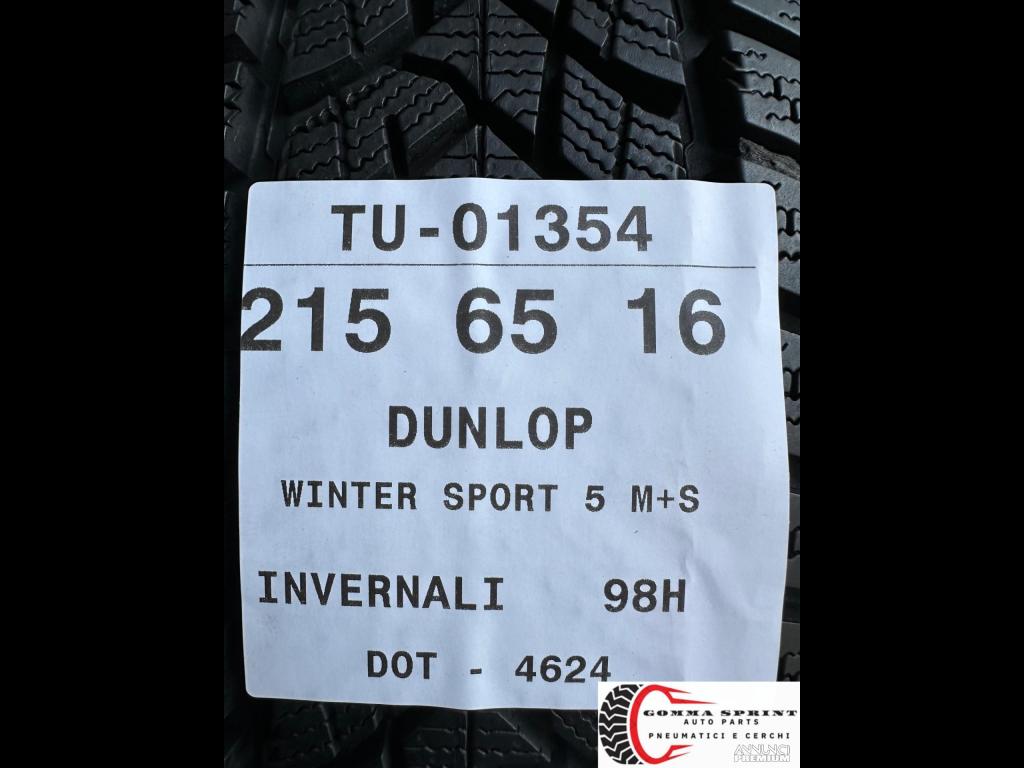 TU-01354
215 65 16
DUNLOP
WINTER SPORT 5 M+S
INVERNALI 98H
DOT - 4624
GOMMA SPRINT
AUTO PARTS
PNEUMATICI E CERCHI
ANNUNCI
PREMIUM